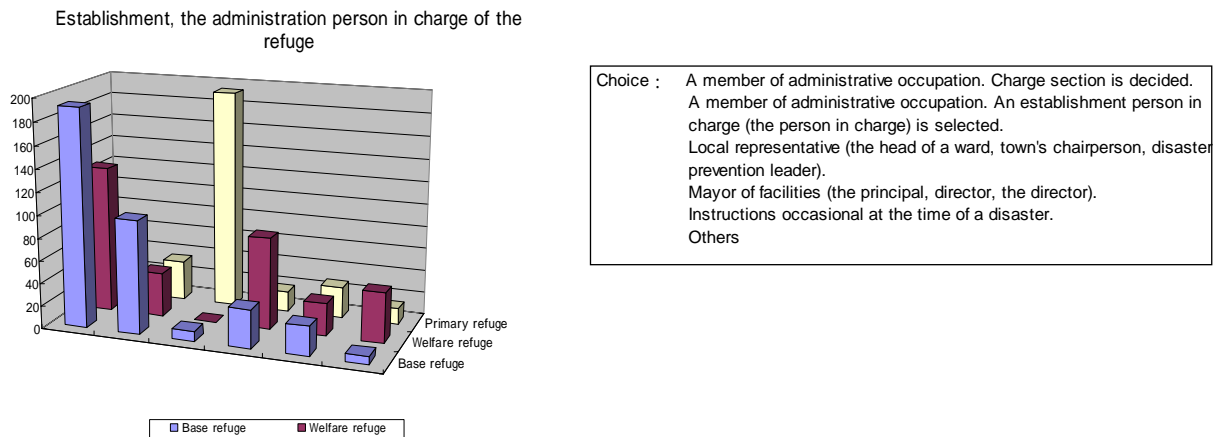 Establishment, the administration person in charge of the
refuge
200
180
160
140
120
100
80
60
40
20
0
Primary refuge
Welfare refuge
Base refuge
Base refuge
Welfare refuge
Choice : A member of administrative occupation. Charge section is decided.
A member of administrative occupation. An establishment person in
charge (the person in charge) is selected.
Local representative (the head of a ward, town's chairperson, disaster
prevention leader).
Mayor of facilities (the principal, director, the director).
Instructions occasional at the time of a disaster.
Others